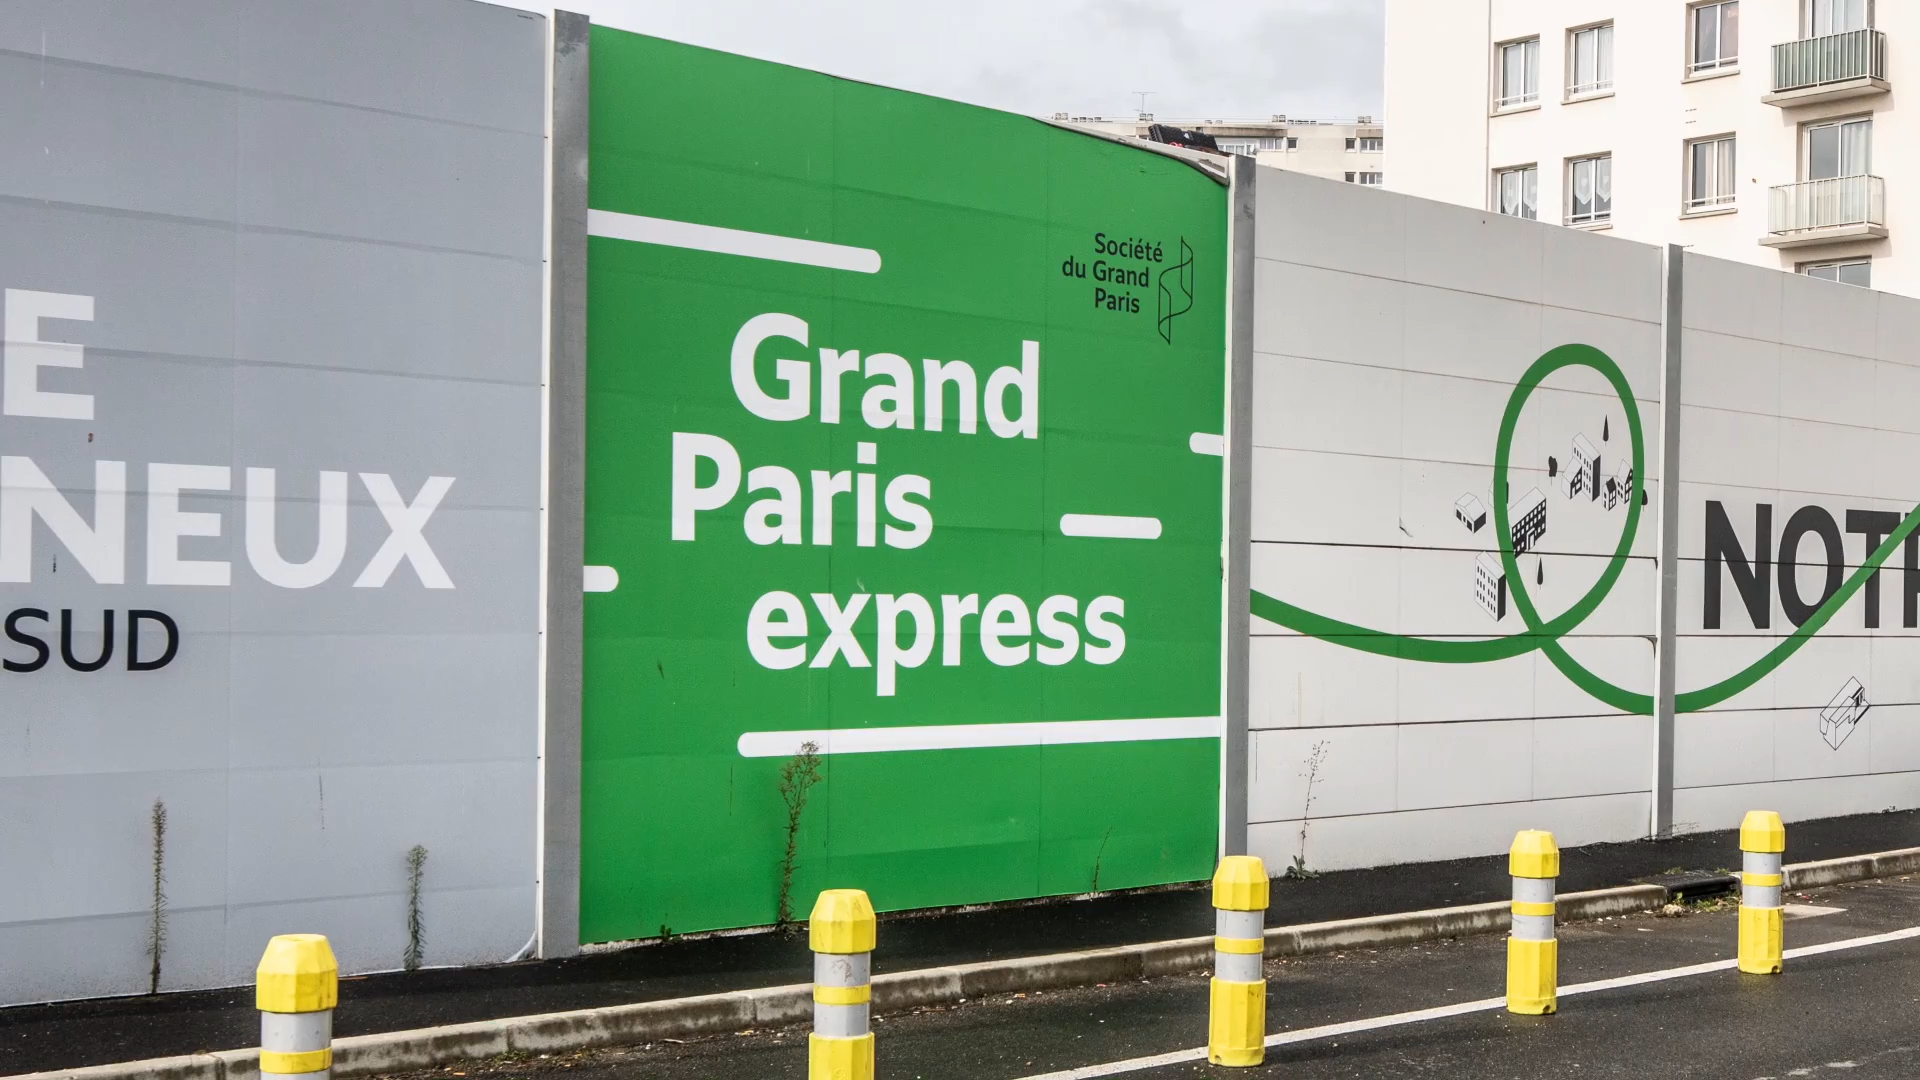 E
NEUX
SUD
Société
du Grand
Paris
Grand
Paris
express
NOT